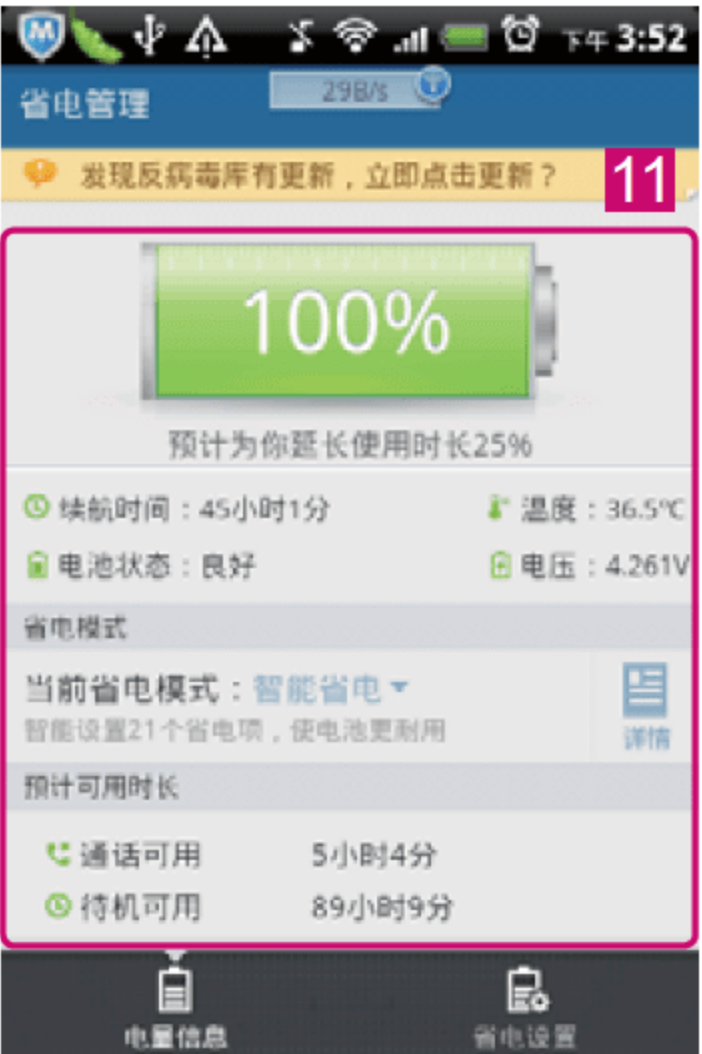 下午 3:52
省电管理
29B/s
发现反病毒库有更新，立即点击更新？
11
100%
预计为你延长使用时长25%
续航时间：45小时1分 温度：36.5℃
电池状态：良好 电压：4.261V
省电模式
当前省电模式：智能省电
智能设置21个省电项，使电池更耐用
详情
预计可用时长
通话可用 5小时4分
待机可用 89小时9分
电量信息 省电设置